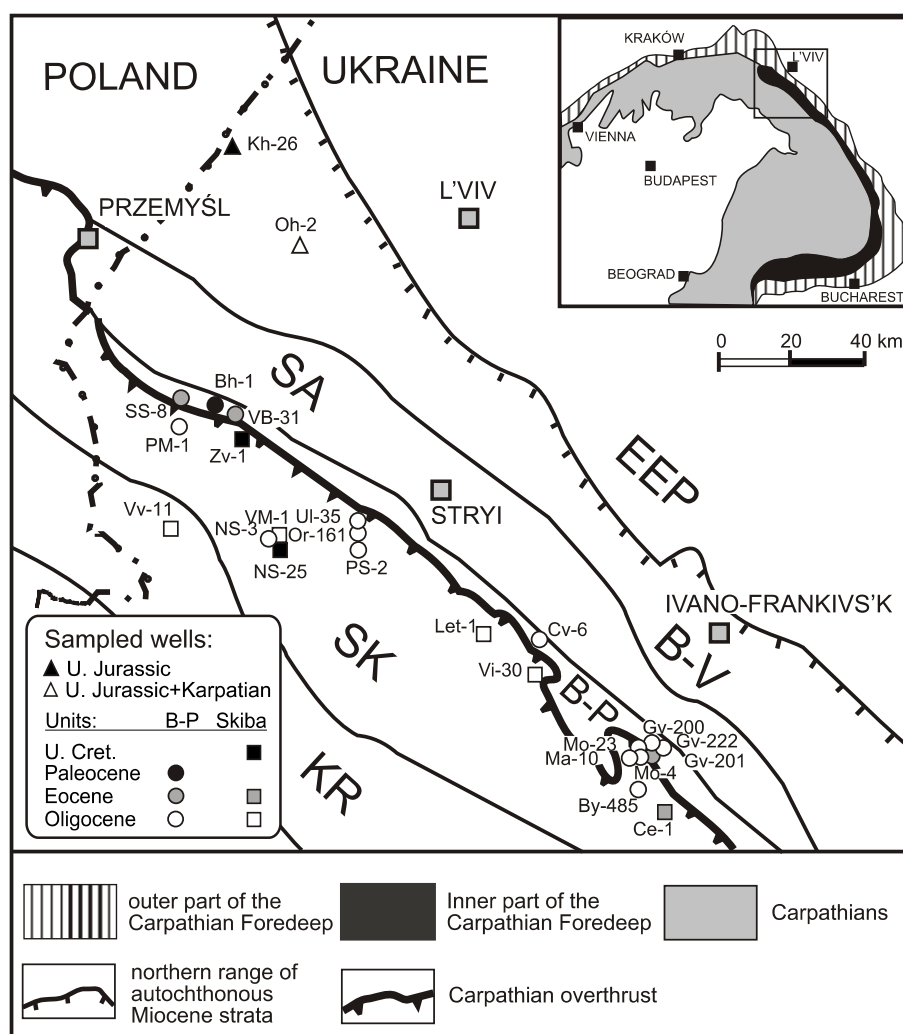 POLAND
UKRAINE
KRAKÓW
L'VIV
VIENNA
BUDAPEST
BEOGRAD
BUCHAREST
0 20 40 km
Kh-26
Oh-2
L'VIV
PRZEMYŚL
SA
Bh-1
SS-8
VB-31
PM-1
Zv-1
EEP
STRYI
Vv-11
VM-1
Ul-35
NS-3
Or-161
NS-25
PS-2
IVANO-FRANKIVS'K
Let-1
Cv-6
SK
Vi-30
B-V
B-P
Gv-200
Mo-23
Gv-222
Ma-10
Gv-201
Mo-4
By-485
Ce-1
KR
Sampled wells:
U. Jurassic
U. Jurassic+Karpatian
Units: B-P Skiba
U. Cret.
Paleocene
Eocene
Oligocene
outer part of the
Carpathian Foredeep
Inner part of the
Carpathian Foredeep
Carpathians
northern range of
autochthonous
Miocene strata
Carpathian overthrust